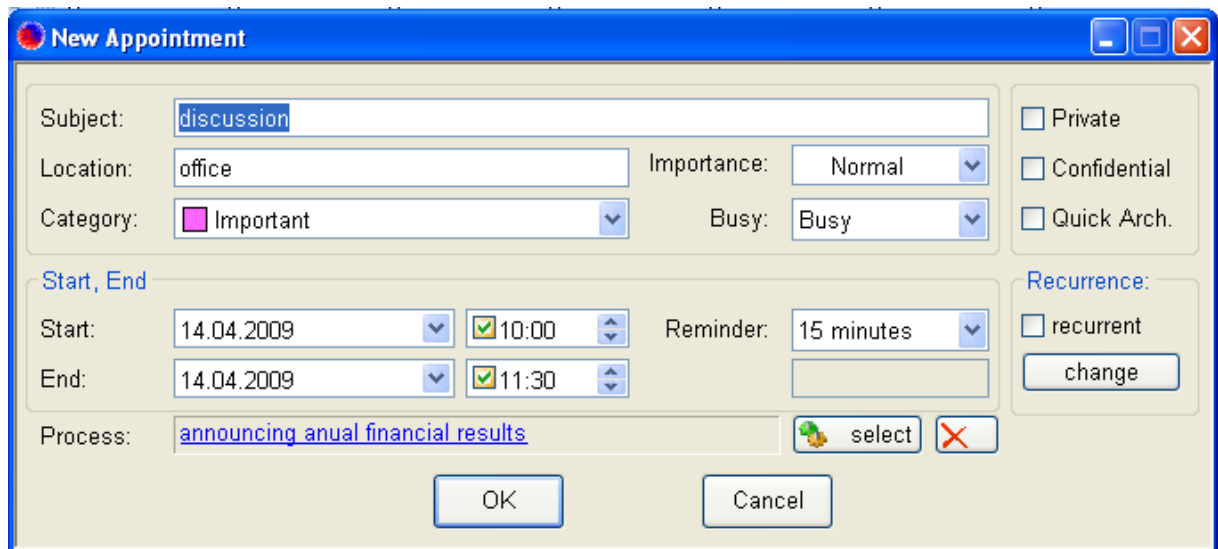 New Appointment
Subject: discussion
Private
Location: office Importance: Normal
Confidential
Category: Important Busy: Busy
Quick Arch.
Start, End
Recurrence:
Start: 14.04.2009 10:00 Reminder: 15 minutes
recurrent
End: 14.04.2009 11:30
change
Process: announcing anual financial results select
OK Cancel